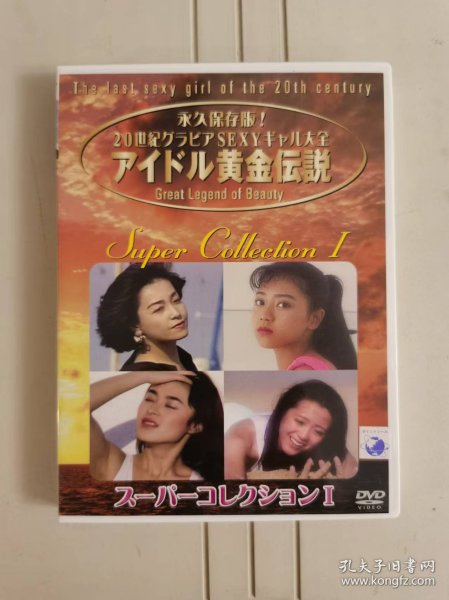 The last sexy girl of the 20th century
永久保存版！
20世紀グラビアSEXYギャル大全
アイドル黄金伝説
Great Legend of Beauty
Super Collection I
スーパーコレクションI
DVD
VIDEO
孔夫子旧书网
www.kongfz.com